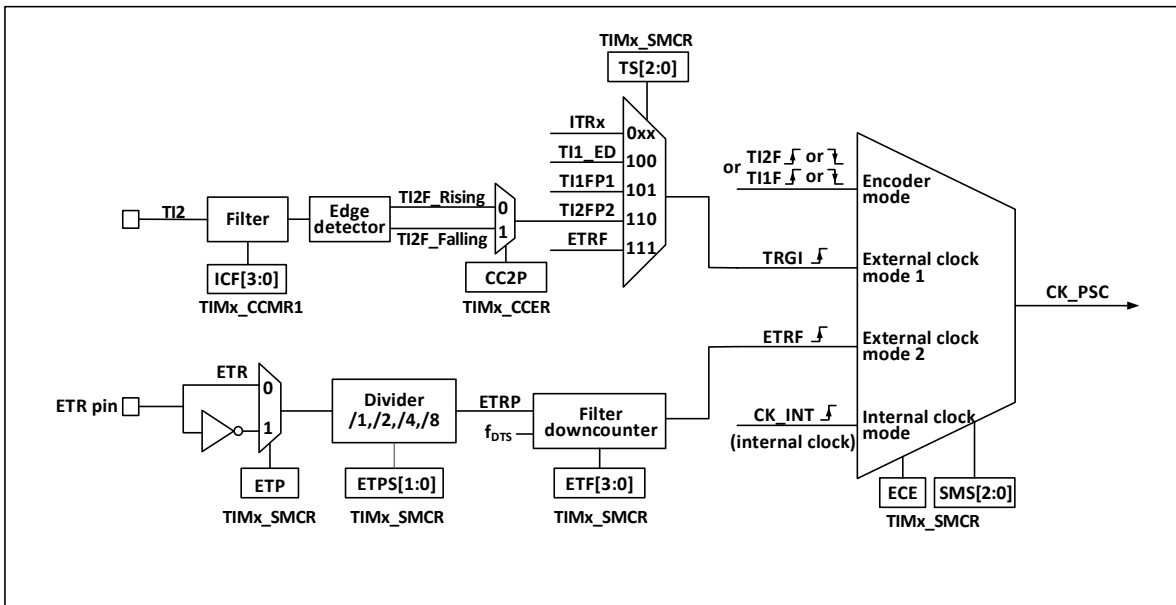 TIMx_SMCR
TS[2:0]
ITRx
0xx
TI1_ED
100
TI1FP1
101
TI2FP2
110
ETRF
111
TI2
Filter
Edge
detector
TI2F_Rising
TI2F_Falling
0
1
ICF[3:0]
TIMx_CCMR1
CC2P
TIMx_CCER
or TI2F or
TI1F or
Encoder
mode
TRGI
External clock
mode 1
ETRF
External clock
mode 2
CK_INT
(internal clock)
Internal clock
mode
CK_PSC
ECE
SMS[2:0]
TIMx_SMCR
ETR pin
ETR
0
1
ETP
TIMx_SMCR
Divider
/1,/2,/4,/8
ETPS[1:0]
TIMx_SMCR
ETRP
fDTS
Filter
downcounter
ETF[3:0]
TIMx_SMCR